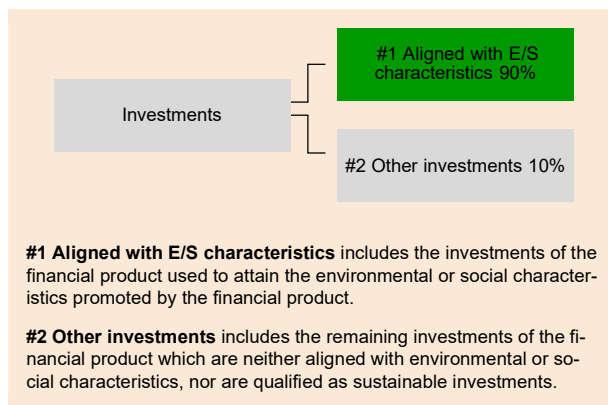 #1 Aligned with E/S
characteristics 90%
Investments
#2 Other investments 10%
#1 Aligned with E/S characteristics includes the investments of the
financial product used to attain the environmental or social character-
istics promoted by the financial product.
#2 Other investments includes the remaining investments of the fi-
nancial product which are neither aligned with environmental or so-
cial characteristics, nor are qualified as sustainable investments.